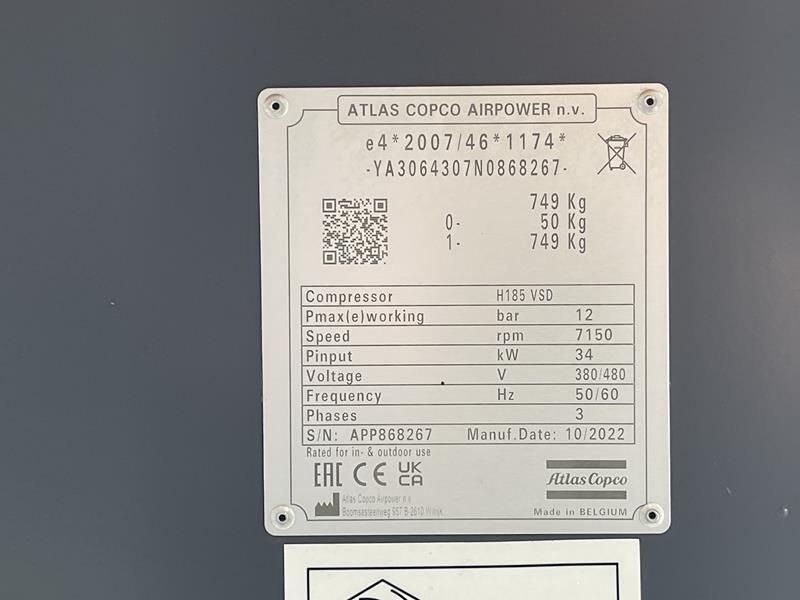 ATLAS COPCO AIRPOWER n.v.
e4*2007/46*1174*
-YA3064307N0868267-
749 Kg
0- 50 Kg
1- 749 Kg
Compressor H185 VSD
Pmax(e)working bar 12
Speed rpm 7150
Pinput kW 34
Voltage V 380/480
Frequency Hz 50/60
Phases 3
S/N: APP868267 Manuf.Date: 10/2022
Rated for in- & outdoor use
EAC CE UK CA
Atlas Copco
Atlas Copco Airpower n.v.
Boomsesteenweg 957 B-2610 Wilrijk
Made in BELGIUM